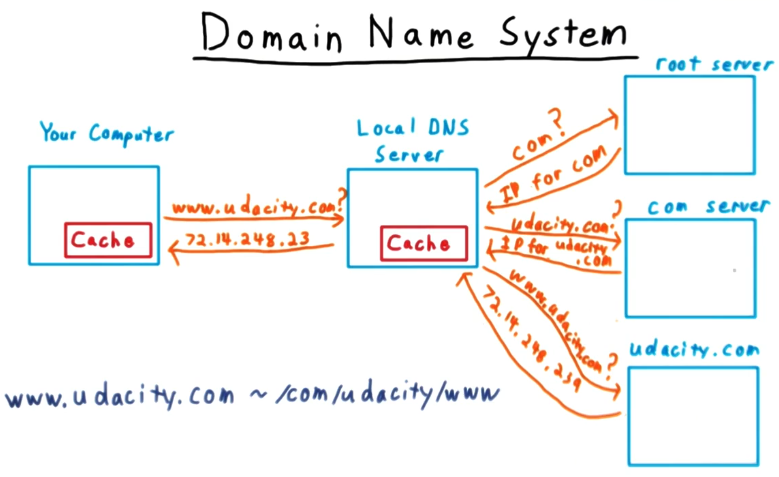 Domain Name System
root server
Your Computer
Local DNS
Server
com?
IP for com
www.udacity.com?
72.14.248.23
Cache
Cache
com server
udacity.com?
IP for udacity
.com
udacity.com
www.udacity.com?
72.14.248.239
www.udacity.com ~ /com/udacity/www